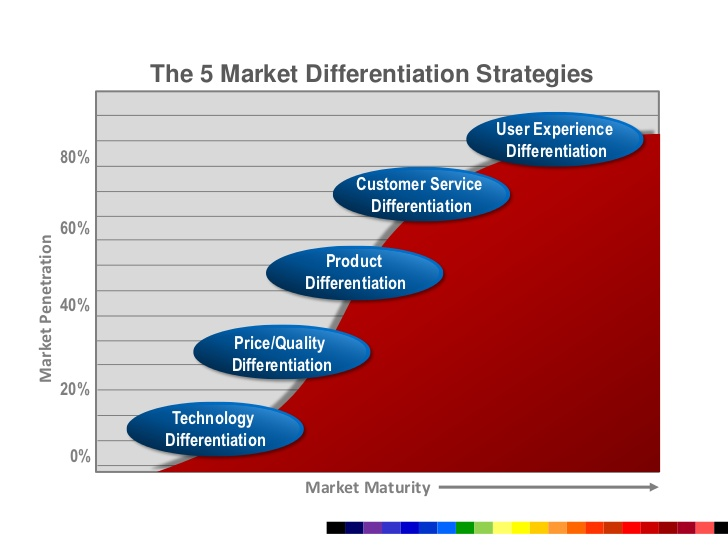 The 5 Market Differentiation Strategies
User Experience
Differentiation
80%
Customer Service
Differentiation
60%
Product
Differentiation
40%
Price/Quality
Differentiation
20%
Technology
Differentiation
0%
Market Penetration
Market Maturity